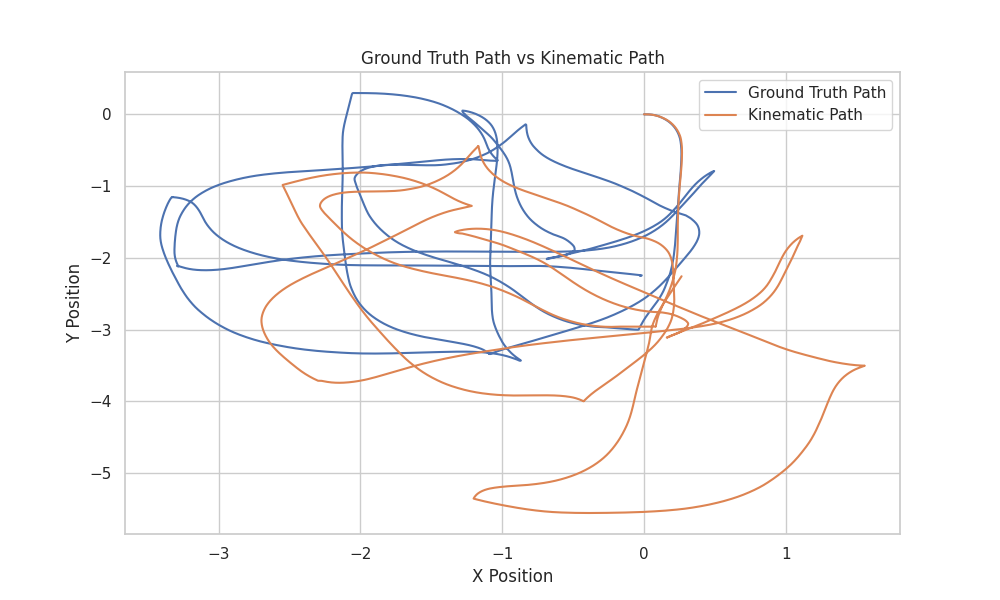 Ground Truth Path vs Kinematic Path
Ground Truth Path
Kinematic Path
Y Position
0
−1
−2
−3
−4
−5
−3
−2
−1
0
1
X Position